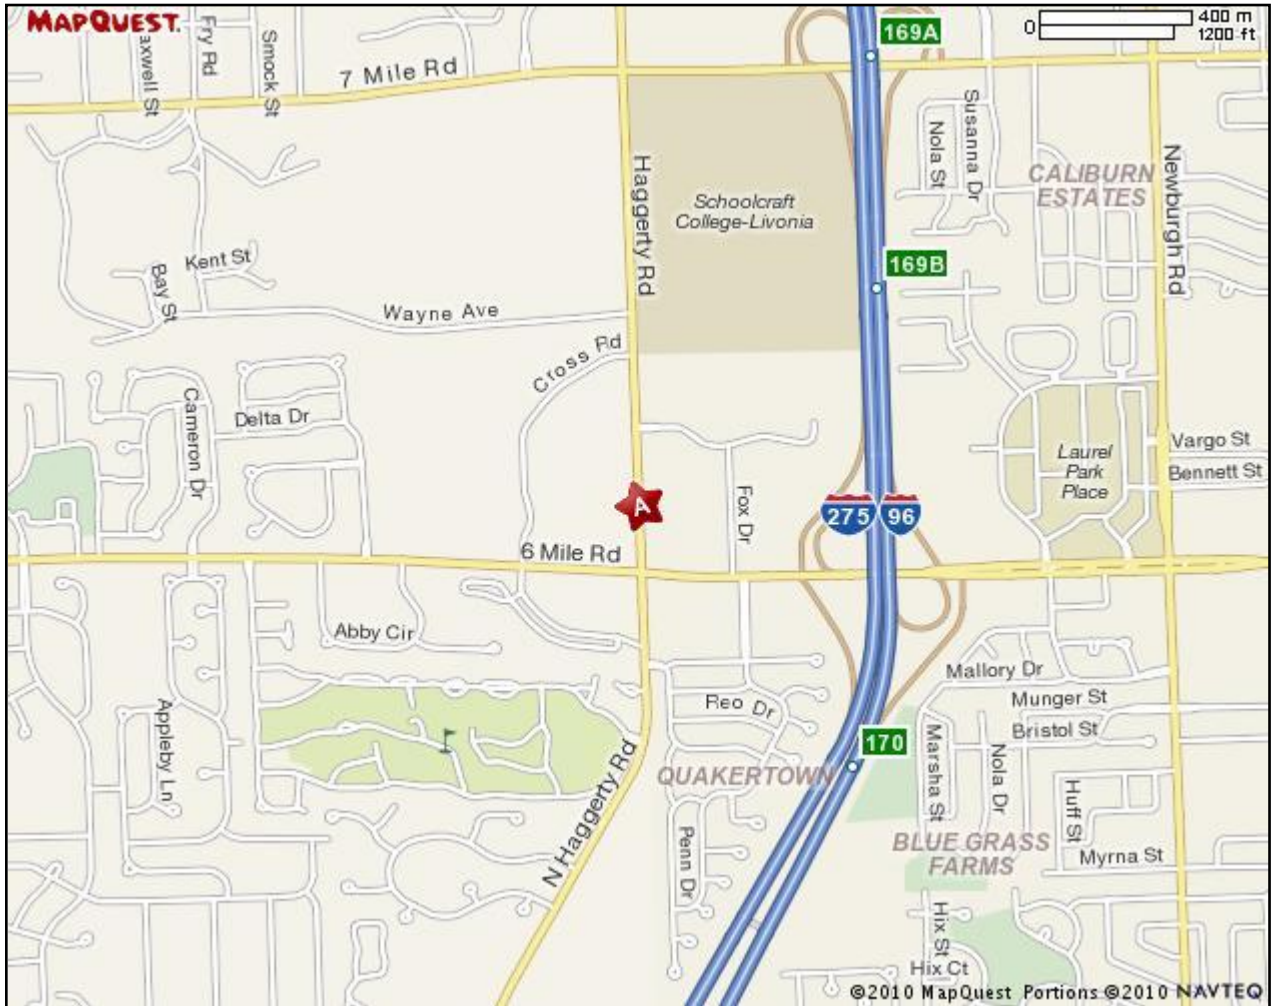 MAPQUEST.
169A
0
400 m
1200 ft
axwell St
Fry Rd
Smock St
7 Mile Rd
Haggerty Rd
Schoolcraft
College-Livonia
Nola St
Susanna Dr
CALIBURN
ESTATES
Newburgh Rd
169B
Kent St
Bay St
Wayne Ave
Cross Rd
Cameron Dr
Delta Dr
Laurel
Park
Place
Vargo St
Bennett St
A
Fox Dr
275
96
6 Mile Rd
Abby Cir
Mallory Dr
Munger St
Bristol St
Reo Dr
Appleby Ln
170
Marsha St
Nola Dr
QUAKERTOWN
N Haggerty Rd
Huff St
BLUE GRASS
FARMS
Myrna St
Penn Dr
Hix St
Hix Ct
©2010 MapQuest Portions ©2010 NAVTEQ